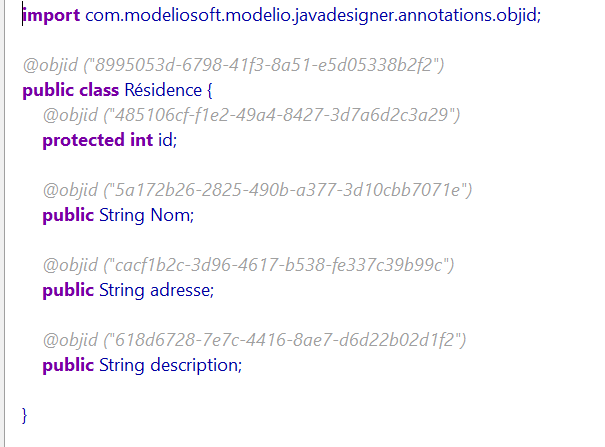 import com.modeliosoft.modelio.javadesigner.annotations.objid;
@objid ("8995053d-6798-41f3-8a51-e5d05338b2f2")
public class Résidence {
@objid ("485106cf-f1e2-49a4-8427-3d7a6d2c3a29")
protected int id;
@objid ("5a172b26-2825-490b-a377-3d10cbb7071e")
public String Nom;
@objid ("cacf1b2c-3d96-4617-b538-fe337c39b99c")
public String adresse;
@objid ("618d6728-7e7c-4416-8ae7-d6d22b02d1f2")
public String description;
}